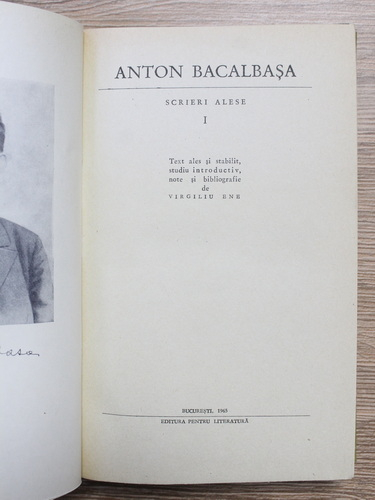 ANTON BACALBAȘA
SCRIERI ALESE
I
Text ales și stabilit,
studiu introductiv,
note și bibliografie
de
VIRGILIU ENE
BUCUREȘTI, 1965
EDITURA PENTRU LITERATURĂ